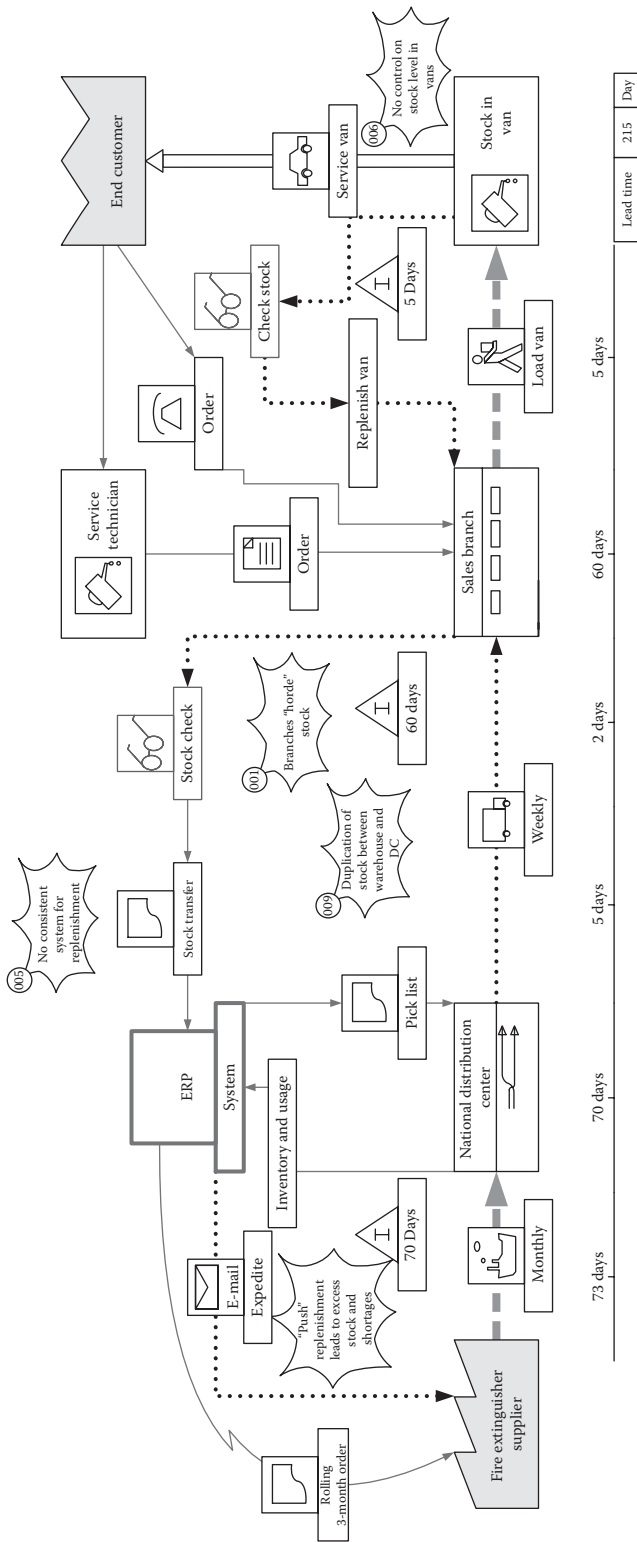 End customer
Service
technician
Order
Order
Service van
006
No control on
stock level in
vans
Stock in
van
Check stock
5 Days
Replenish van
Load van
Sales branch
Stock check
001
Branches “horde”
stock
60 days
009
Duplication of
stock between
warehouse and
DC
Weekly
005
No consistent
system for
replenishment
Stock transfer
ERP
System
Pick list
Inventory and usage
National distribution
center
E-mail
Expedite
“Push”
replenishment
leads to excess
stock and
shortages
70 Days
Monthly
Rolling
3-month order
Fire extinguisher
supplier
73 days
70 days
5 days
2 days
60 days
5 days
Lead time 215 Day
I
I
I